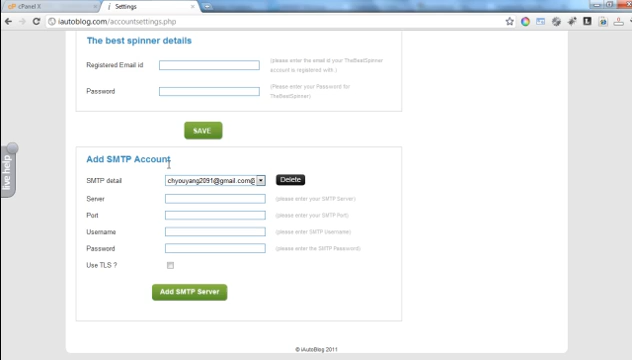 cPanel X
Settings
iautoblog.com/accountsettings.php
The best spinner details
Registered Email id
(please enter the email id your TheBestSpinner
account is registered with.)
Password
(Please enter your Password for
TheBestSpinner)
SAVE
Add SMTP Account
SMTP detail
chyouyang2091@gmail.com@
Delete
Server
(please enter your SMTP Server)
Port
(please enter your SMTP Port)
Username
(please enter SMTP Username)
Password
(please enter the SMTP Password)
Use TLS ?
Add SMTP Server
live help
© iAutoBlog 2011